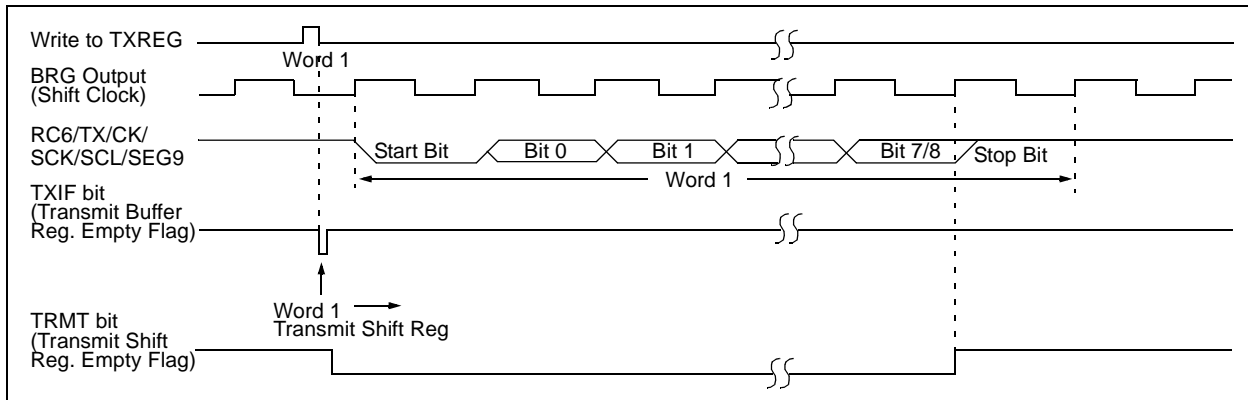 Write to TXREG
Word 1
BRG Output
(Shift Clock)
RC6/TX/CK/
SCK/SCL/SEG9
Start Bit
Bit 0
Bit 1
Bit 7/8
Stop Bit
Word 1
TXIF bit
(Transmit Buffer
Reg. Empty Flag)
Word 1
Transmit Shift Reg
TRMT bit
(Transmit Shift
Reg. Empty Flag)